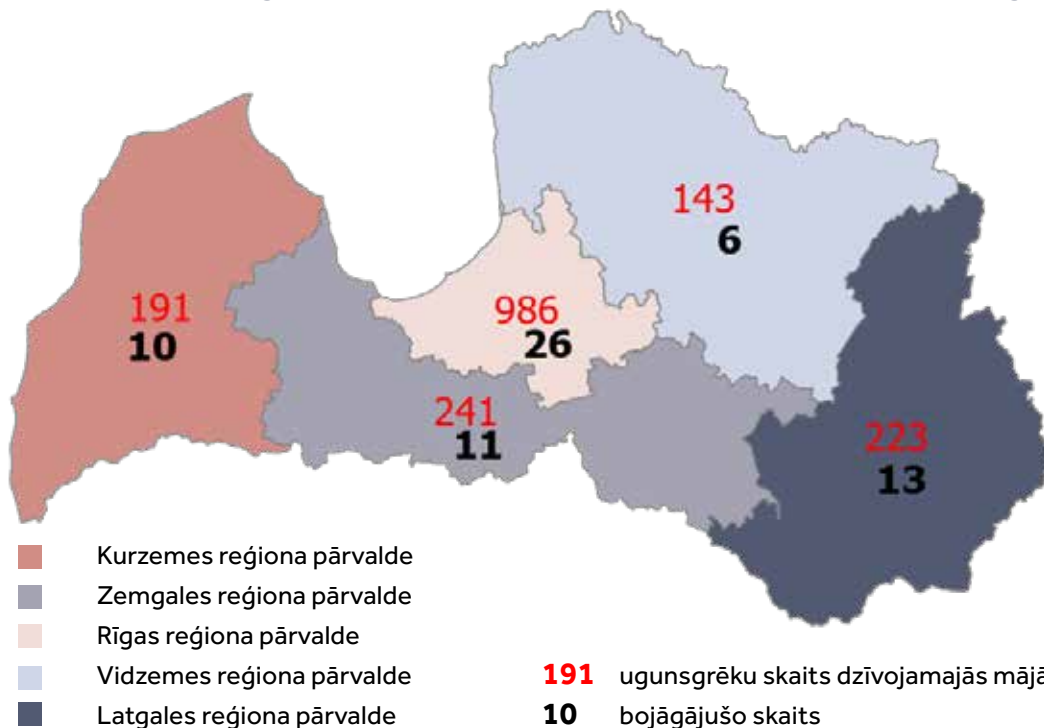 143
6
191
10
986
26
241
11
223
13
Kurzemes reģiona pārvalde
Zemgales reģiona pārvalde
Rīgas reģiona pārvalde
Vidzemes reģiona pārvalde
191 ugunsgrēku skaits dzīvojamajās mājā
Latgales reģiona pārvalde
10 bojāgājušo skaits